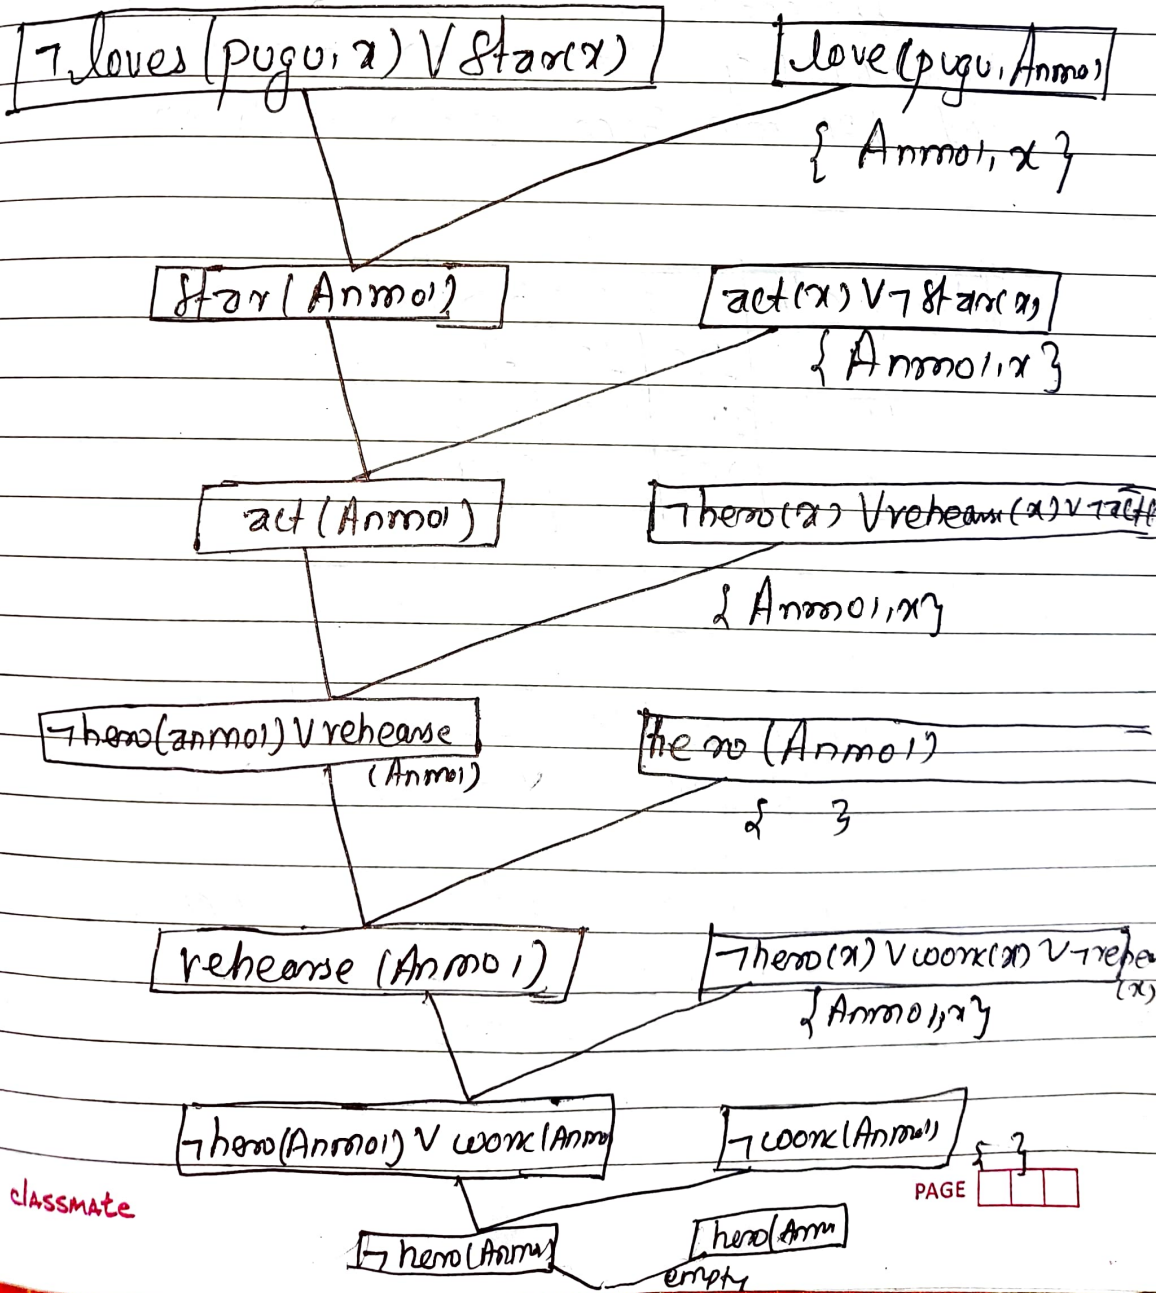 ¬loves(pugu, x) V Star(x) love(pugu, Anmol)
{ Anmol, x }
Star(Anmol) act(x) V ¬Star(x)
{ Anmol, x }
act(Anmol) ¬hero(x) V rehearse(x) V ¬act(
{ Anmol, x }
¬hero(anmol) V rehearse hero(Anmol)
(Anmol)
{ }
rehearse (Anmol) ¬hero(x) V work(x) V ¬rehe
(x)
{Anmol, x}
¬hero(Anmol) V work(Anmo ¬work(Anmol)
{ }
classmate PAGE
¬hero(Anmol) hero(Anm
empty